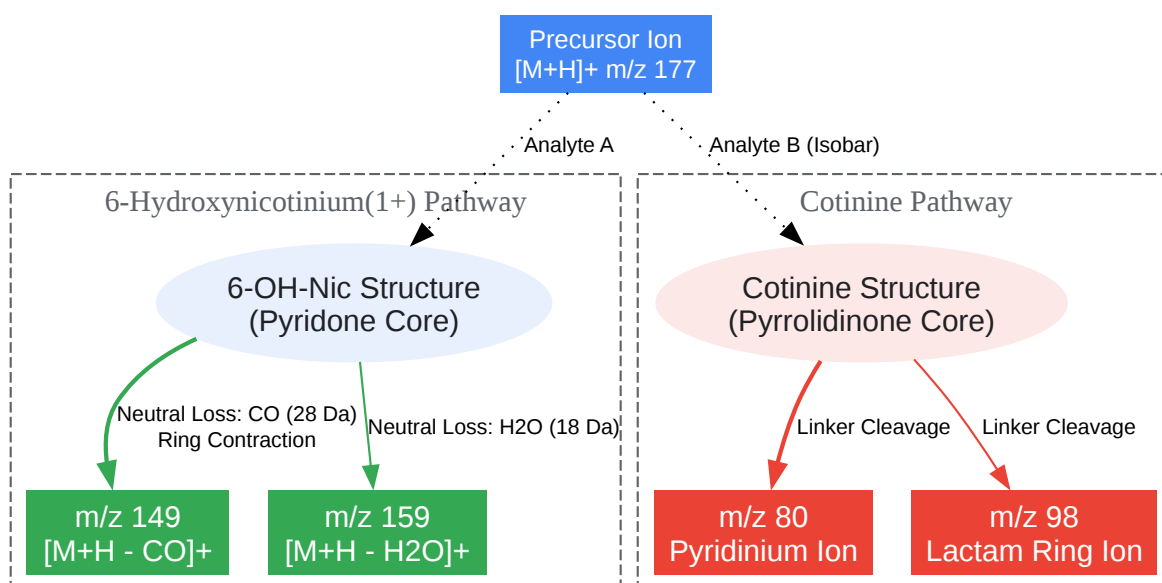 Precursor Ion
[M+H]+ m/z 177
Analyte A
Analyte B (Isobar)
6-Hydroxynicotinium(1+) Pathway
Cotinine Pathway
6-OH-Nic Structure
(Pyridone Core)
Cotinine Structure
(Pyrrolidinone Core)
Neutral Loss: CO (28 Da)
Ring Contraction
Neutral Loss: H2O (18 Da)
Linker Cleavage
Linker Cleavage
m/z 149
[M+H - CO]+
m/z 159
[M+H - H2O]+
m/z 80
Pyridinium Ion
m/z 98
Lactam Ring Ion